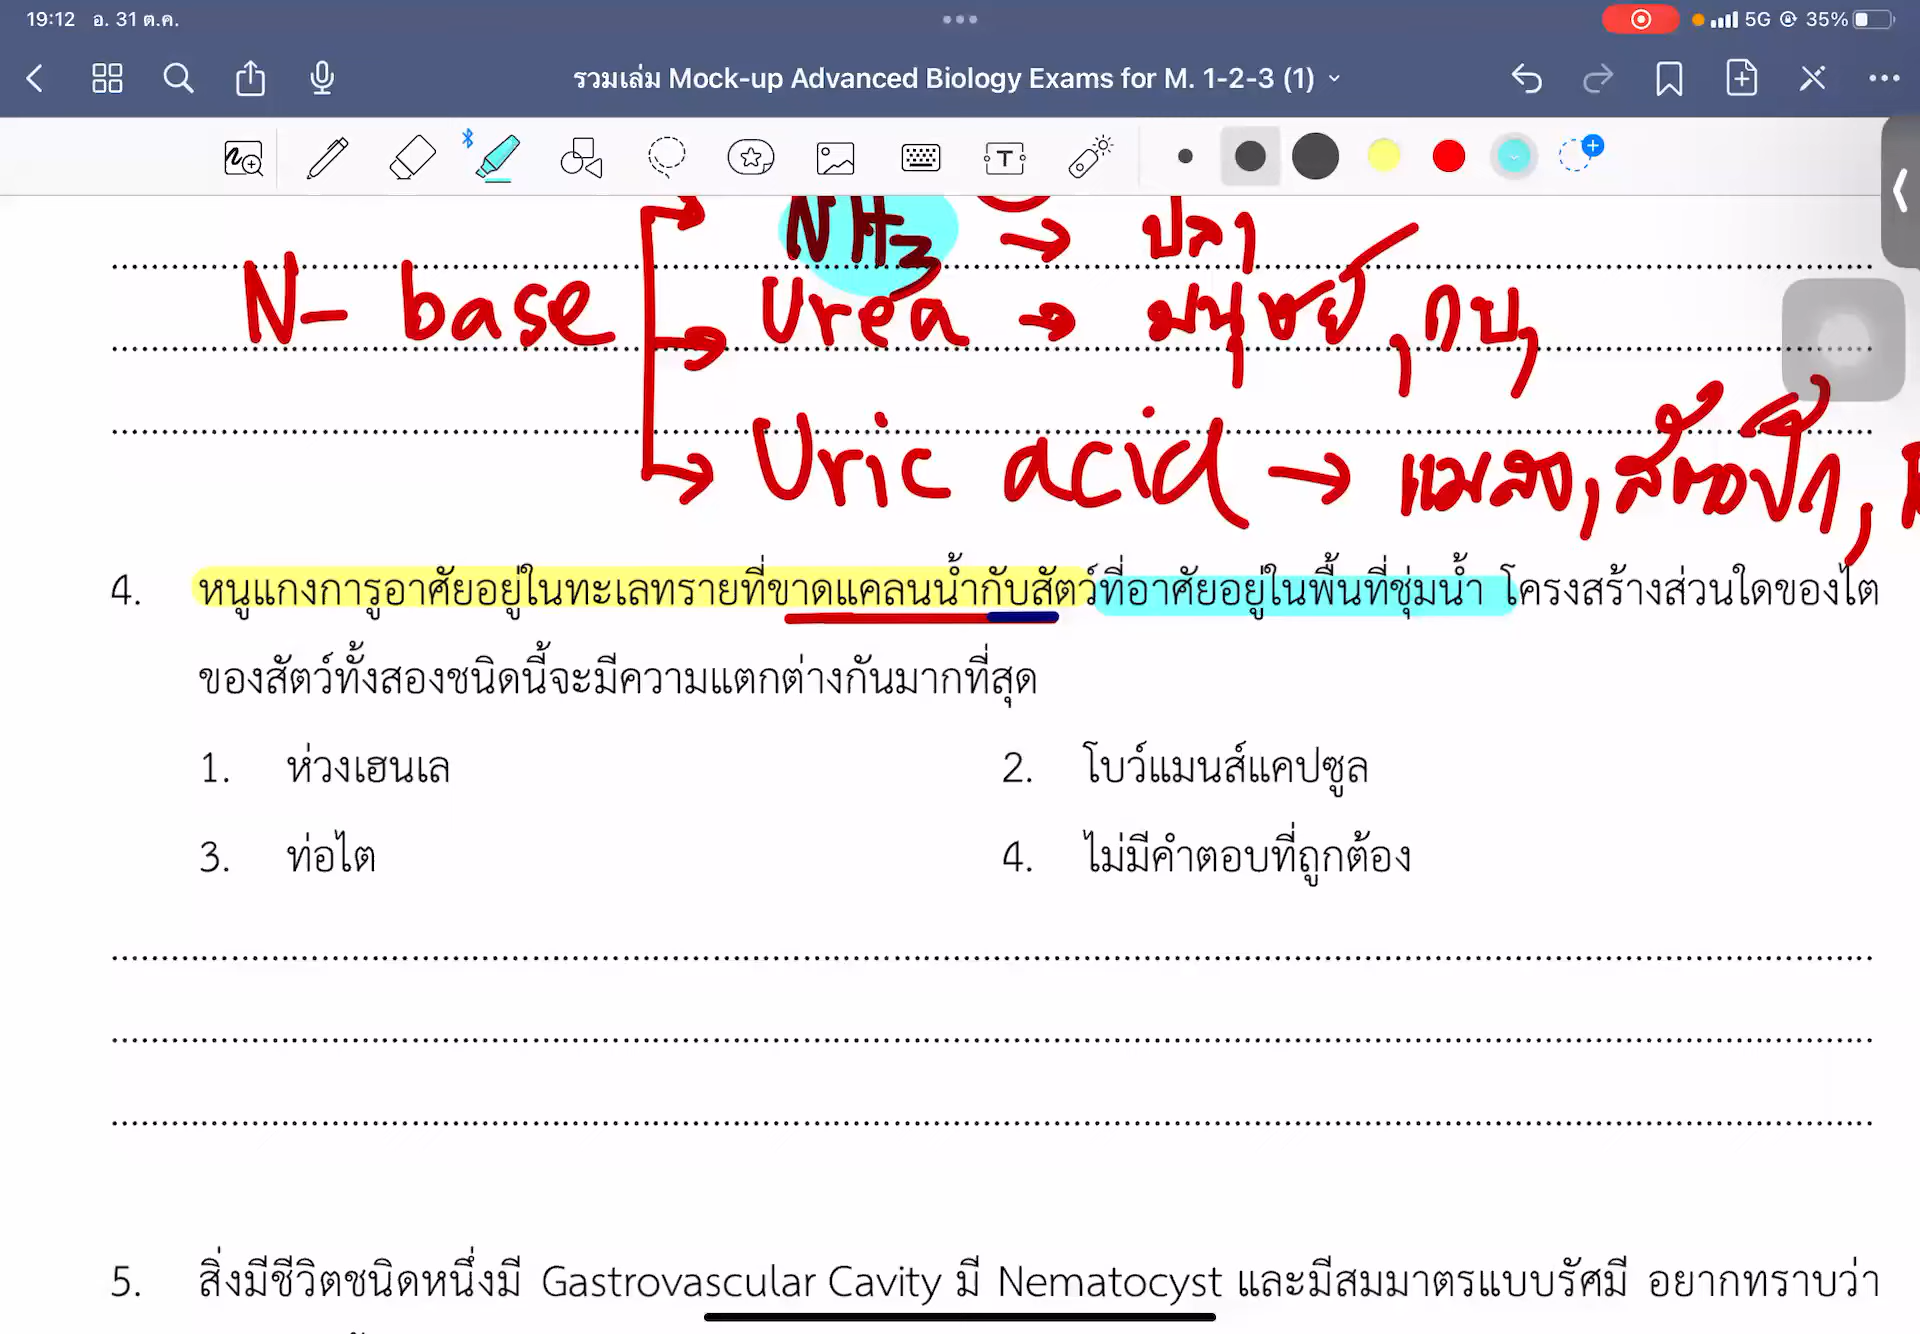 19:12 อ. 31 ต.ค.
5G 35%
รวมเล่ม Mock-up Advanced Biology Exams for M. 1-2-3 (1)
NH3 → ปลา
N- base Urea → มนุษย์, กบ,
Uric acid → แมลง, สัตว์ปีก,
4. หนูแกงการูอาศัยอยู่ในทะเลทรายที่ขาดแคลนน้ำกับสัตว์ที่อาศัยอยู่ในพื้นที่ชุ่มน้ำ โครงสร้างส่วนใดของไต
ของสัตว์ทั้งสองชนิดนี้จะมีความแตกต่างกันมากที่สุด
1. ห่วงเฮนเล 2. โบว์แมนส์แคปซูล
3. ท่อไต 4. ไม่มีคำตอบที่ถูกต้อง
5. สิ่งมีชีวิตชนิดหนึ่งมี Gastrovascular Cavity มี Nematocyst และมีสมมาตรแบบรัศมี อยากทราบว่า